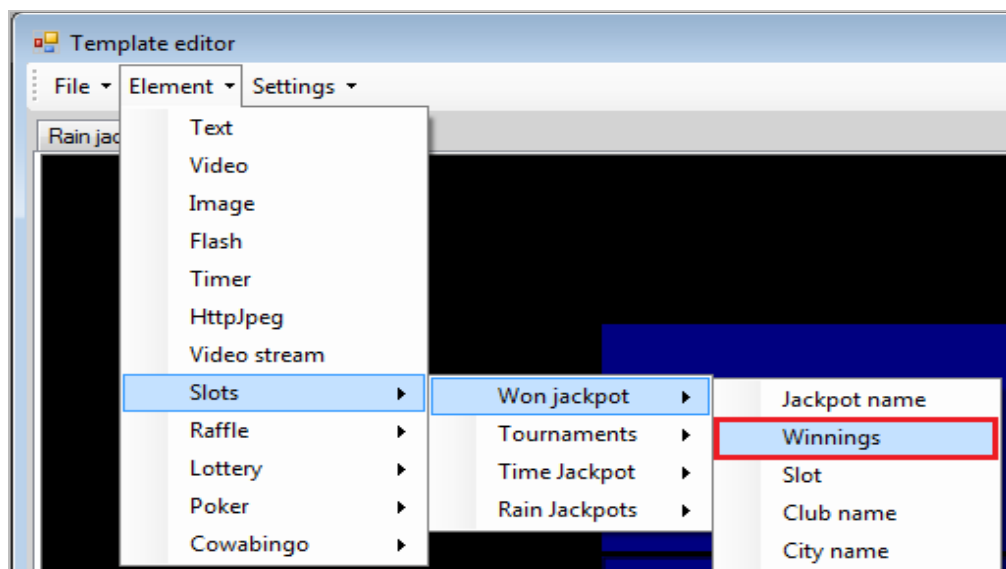 Template editor
File Element Settings
Rain jac
Text
Video
Image
Flash
Timer
HttpJpeg
Video stream
Slots
Raffle
Lottery
Poker
Cowabingo
Won jackpot
Tournaments
Time Jackpot
Rain Jackpots
Jackpot name
Winnings
Slot
Club name
City name